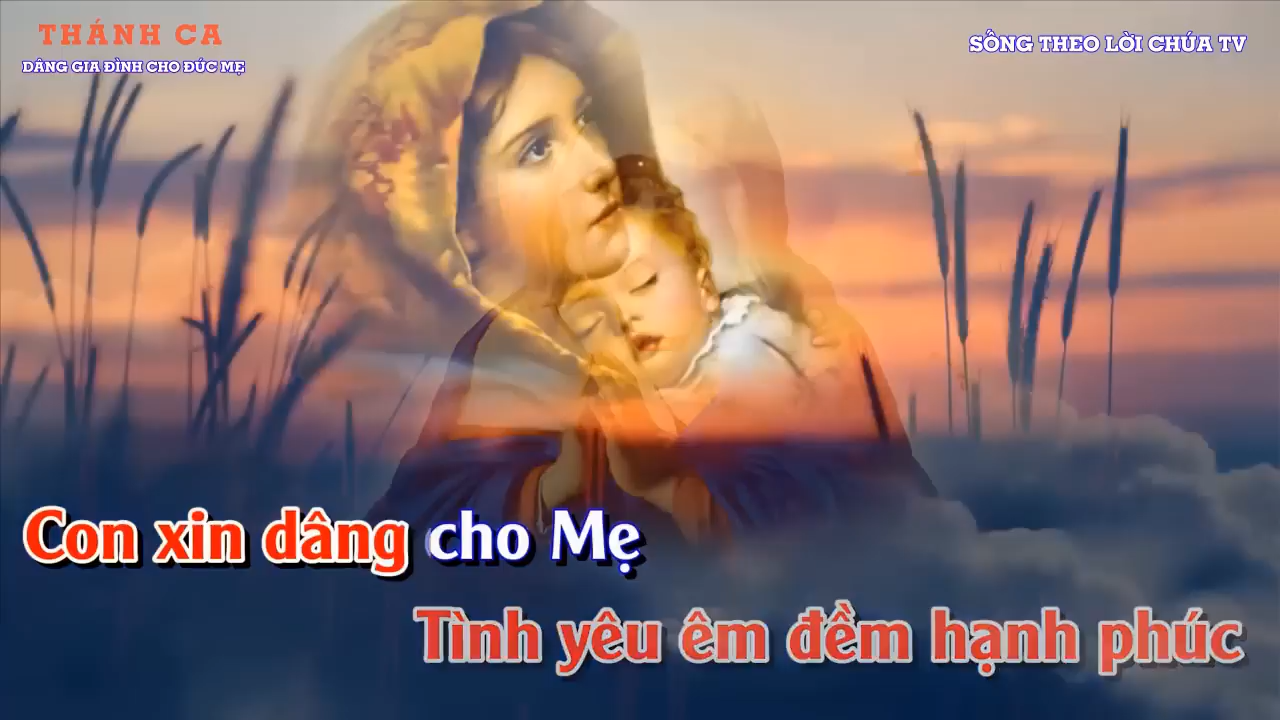 THÁNH CA
DÂNG GIA ĐÌNH CHO ĐỨC MẸ
SỐNG THEO LỜI CHÚA TV
Con xin dâng cho Mẹ
Tình yêu êm đềm hạnh phúc